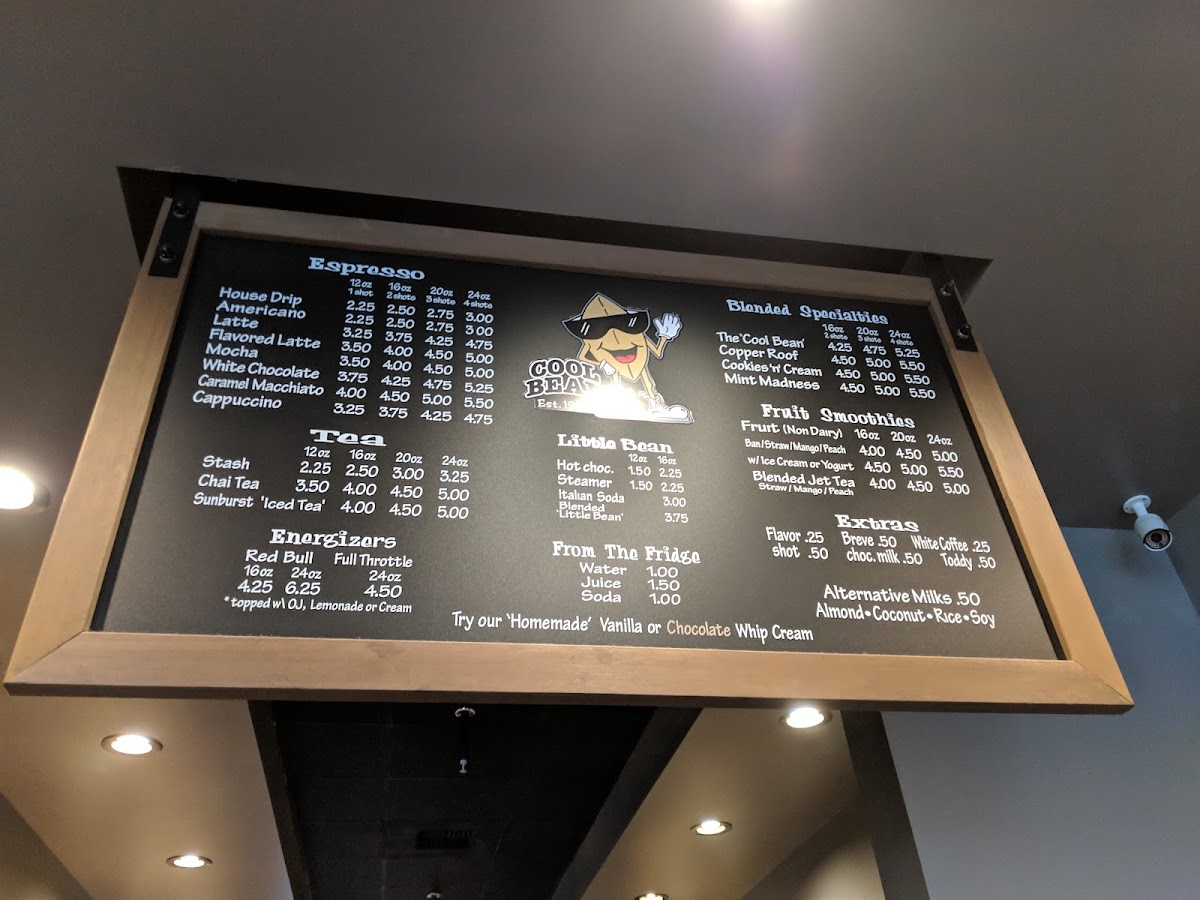 Espresso
12oz 16oz 20oz 24oz
1 shot 2 shots 3 shots 4 shots
House Drip 2.25 2.50 2.75 3.00
Americano 2.25 2.50 2.75 3.00
Latte 3.25 3.75 4.25 4.75
Flavored Latte 3.50 4.00 4.50 5.00
Mocha 3.50 4.00 4.50 5.00
White Chocolate 3.75 4.25 4.75 5.25
Caramel Macchiato 4.00 4.50 5.00 5.50
Cappuccino 3.25 3.75 4.25 4.75
Tea
12oz 16oz 20oz 24oz
Stash 2.25 2.50 3.00 3.25
Chai Tea 3.50 4.00 4.50 5.00
Sunburst 'Iced Tea' 4.00 4.50 5.00
Energizers
Red Bull Full Throttle
16oz 24oz 24oz
4.25 6.25 4.50
*topped w\ OJ, Lemonade or Cream
COOL
BEAN
Est.
Little Bean
12oz 16oz
Hot choc. 1.50 2.25
Steamer 1.50 2.25
Italian Soda 3.00
Blended
'Little Bean' 3.75
From The Fridge
Water 1.00
Juice 1.50
Soda 1.00
Blended Specialties
16oz 20oz 24oz
2 shots 3 shots 4 shots
The 'Cool Bean' 4.25 4.75 5.25
Copper Roof 4.50 5.00 5.50
Cookies 'n' Cream 4.50 5.00 5.50
Mint Madness 4.50 5.00 5.50
Fruit Smoothies
Fruit (Non Dairy) 16oz 20oz 24oz
Ban/Straw/Mango/Peach 4.00 4.50 5.00
w/ Ice Cream or Yogurt 4.50 5.00 5.50
Blended Jet Tea 4.00 4.50 5.00
Straw/Mango/Peach
Extras
Flavor .25 Breve .50 White Coffee .25
shot .50 choc. milk .50 Toddy .50
Alternative Milks .50
Almond•Coconut•Rice•Soy
Try our 'Homemade' Vanilla or Chocolate Whip Cream